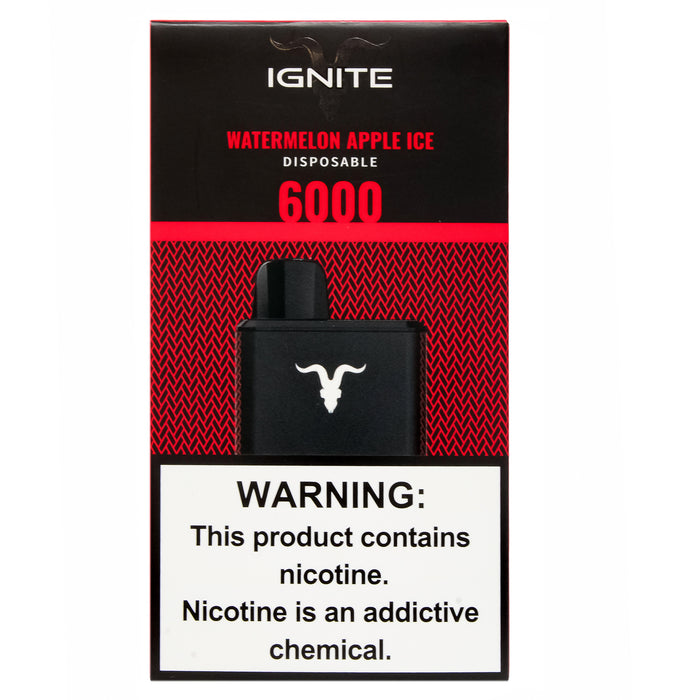 IGNITE
WATERMELON APPLE ICE
DISPOSABLE
6000
WARNING:
This product contains
nicotine.
Nicotine is an addictive
chemical.